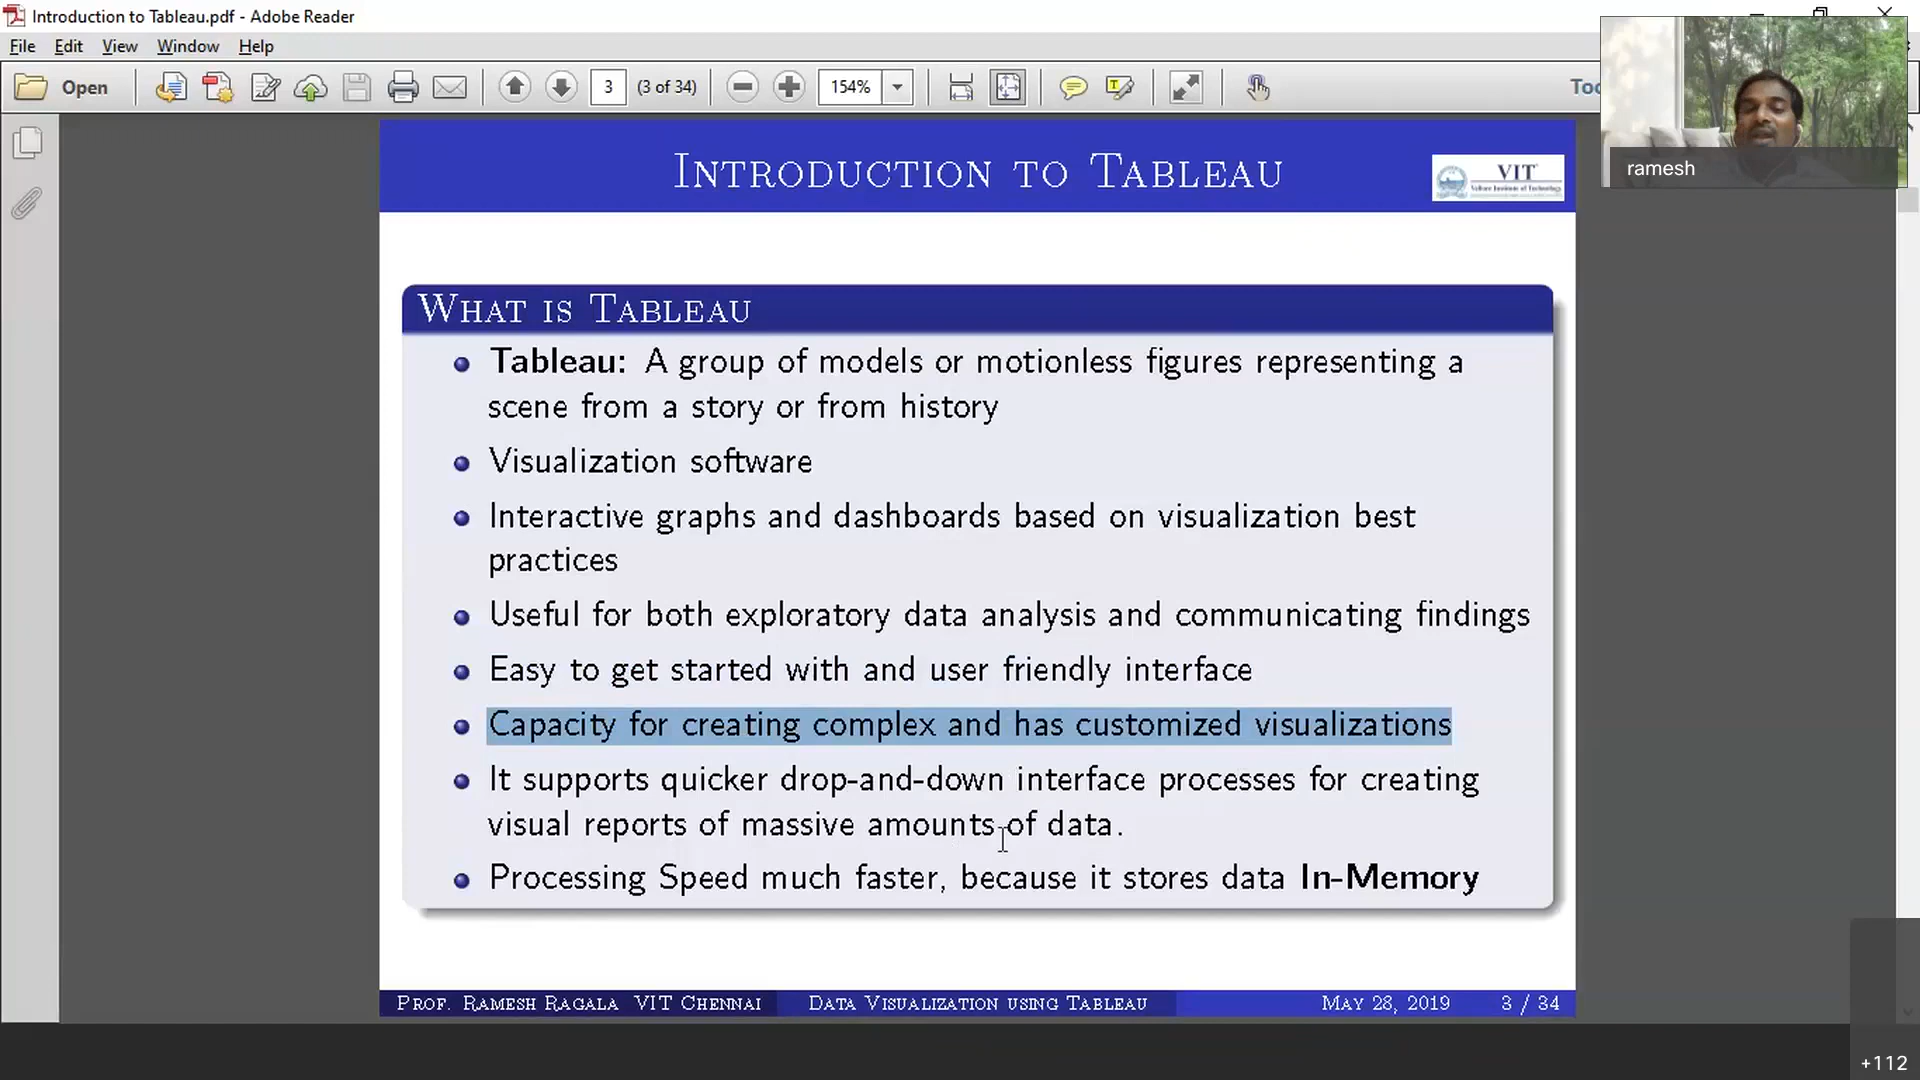 Introduction to Tableau.pdf - Adobe Reader
File Edit View Window Help
Open 3 (3 of 34) 154%
ramesh
INTRODUCTION TO TABLEAU
VIT
Vellore Institute of Technology
WHAT IS TABLEAU
Tableau: A group of models or motionless figures representing a
scene from a story or from history
Visualization software
Interactive graphs and dashboards based on visualization best
practices
Useful for both exploratory data analysis and communicating findings
Easy to get started with and user friendly interface
Capacity for creating complex and has customized visualizations
It supports quicker drop-and-down interface processes for creating
visual reports of massive amounts of data.
Processing Speed much faster, because it stores data In-Memory
PROF. RAMESH RAGALA VIT CHENNAI DATA VISUALIZATION USING TABLEAU MAY 28, 2019 3 / 34
+112